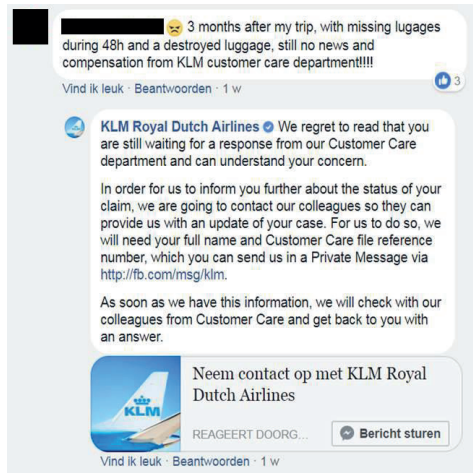 3 months after my trip, with missing lugages
during 48h and a destroyed luggage, still no news and
compensation from KLM customer care department!!!!
3
Vind ik leuk · Beantwoorden · 1 w
KLM Royal Dutch Airlines We regret to read that you
are still waiting for a response from our Customer Care
department and can understand your concern.
In order for us to inform you further about the status of your
claim, we are going to contact our colleagues so they can
provide us with an update of your case. For us to do so, we
will need your full name and Customer Care file reference
number, which you can send us in a Private Message via
http://fb.com/msg/klm.
As soon as we have this information, we will check with our
colleagues from Customer Care and get back to you with
an answer.
KLM
Neem contact op met KLM Royal
Dutch Airlines
REAGEERT DOORG...
Bericht sturen
Vind ik leuk · Beantwoorden · 1 w